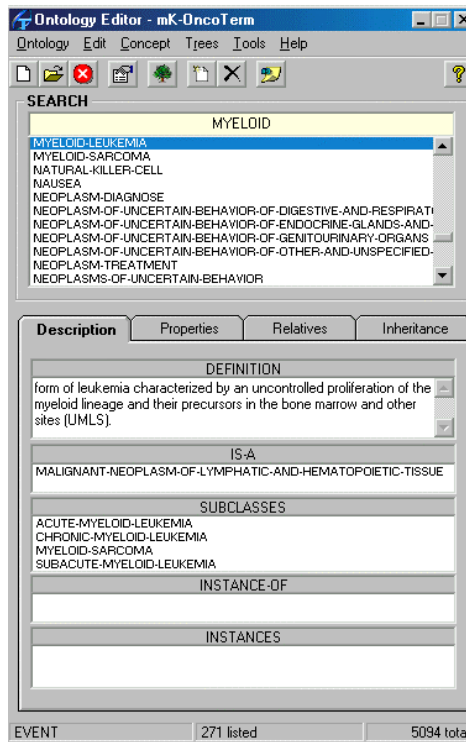 Ontology Editor - mK-OncoTerm
Ontology Edit Concept Trees Tools Help
SEARCH
MYELOID
MYELOID-LEUKEMIA
MYELOID-SARCOMA
NATURAL-KILLER-CELL
NAUSEA
NEOPLASM-DIAGNOSE
NEOPLASM-OF-UNCERTAIN-BEHAVIOR-OF-DIGESTIVE-AND-RESPIRAT
NEOPLASM-OF-UNCERTAIN-BEHAVIOR-OF-ENDOCRINE-GLANDS-AND-
NEOPLASM-OF-UNCERTAIN-BEHAVIOR-OF-GENITOURINARY-ORGANS
NEOPLASM-OF-UNCERTAIN-BEHAVIOR-OF-OTHER-AND-UNSPECIFIED-
NEOPLASM-TREATMENT
NEOPLASMS-OF-UNCERTAIN-BEHAVIOR
Description Properties Relatives Inheritance
DEFINITION
form of leukemia characterized by an uncontrolled proliferation of the
myeloid lineage and their precursors in the bone marrow and other
sites (UMLS).
IS-A
MALIGNANT-NEOPLASM-OF-LYMPHATIC-AND-HEMATOPOIETIC-TISSUE
SUBCLASSES
ACUTE-MYELOID-LEUKEMIA
CHRONIC-MYELOID-LEUKEMIA
MYELOID-SARCOMA
SUBACUTE-MYELOID-LEUKEMIA
INSTANCE-OF
INSTANCES
EVENT 271 listed 5094 tota